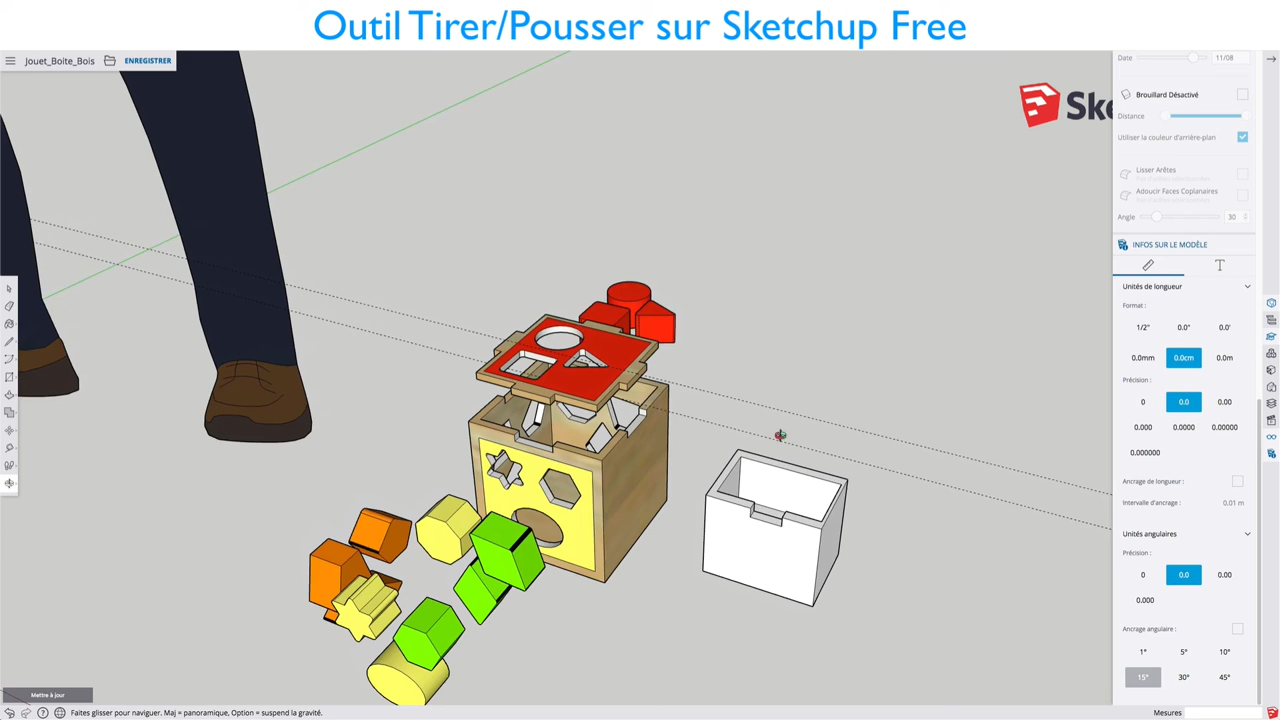 Outil Tirer/Pousser sur Sketchup Free
Jouet_Boite_Bois
ENREGISTRER
Date
11/08
Brouillard Désactivé
Distance
Utiliser la couleur d'arrière-plan
Lisser Arêtes
Adoucir Faces Coplanaires
Angle
30
INFOS SUR LE MODÈLE
T
Unités de longueur
Format :
1/2" 0.0" 0.0'
0.0mm 0.0cm 0.0m
Précision :
0 0.0 0.00
0.000 0.0000 0.00000
0.000000
Ancrage de longueur :
Intervalle d'ancrage : 0.01 m
Unités angulaires
Précision :
0 0.0 0.00
0.000
Ancrage angulaire :
1° 5° 10°
15° 30° 45°
Ske
Mettre à jour
Faites glisser pour naviguer. Maj = panoramique, Option = suspend la gravité.
Mesures